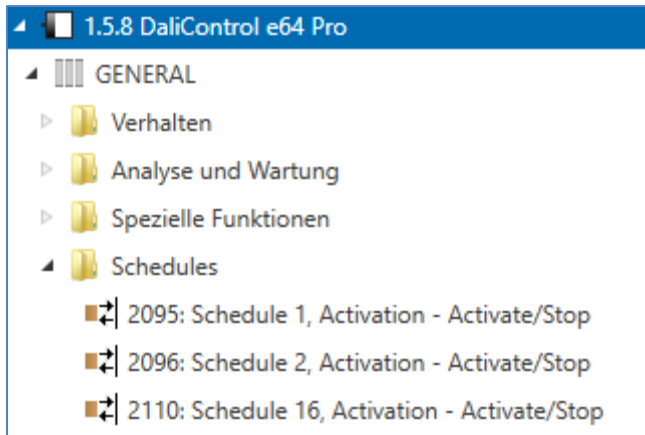 1.5.8 DaliControl e64 Pro
GENERAL
Verhalten
Analyse und Wartung
Spezielle Funktionen
Schedules
2095: Schedule 1, Activation - Activate/Stop
2096: Schedule 2, Activation - Activate/Stop
2110: Schedule 16, Activation - Activate/Stop